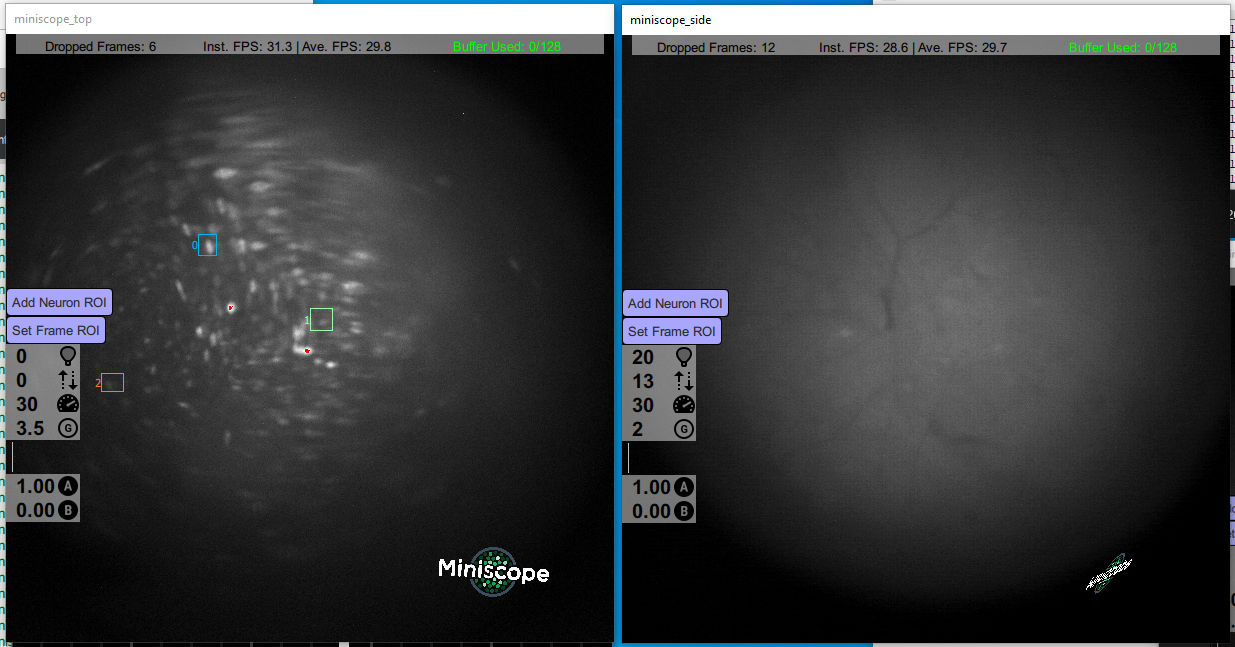 miniscope_top
Dropped Frames: 6 Inst. FPS: 31.3 | Ave. FPS: 29.8 Buffer Used: 0/128
0
Add Neuron ROI
1
Set Frame ROI
0
0
2
30
3.5 G
1.00 A
0.00 B
Miniscope
miniscope_side
Dropped Frames: 12 Inst. FPS: 28.6 | Ave. FPS: 29.7 Buffer Used: 0/128
Add Neuron ROI
Set Frame ROI
20
13
30
2 G
1.00 A
0.00 B
Miniscope